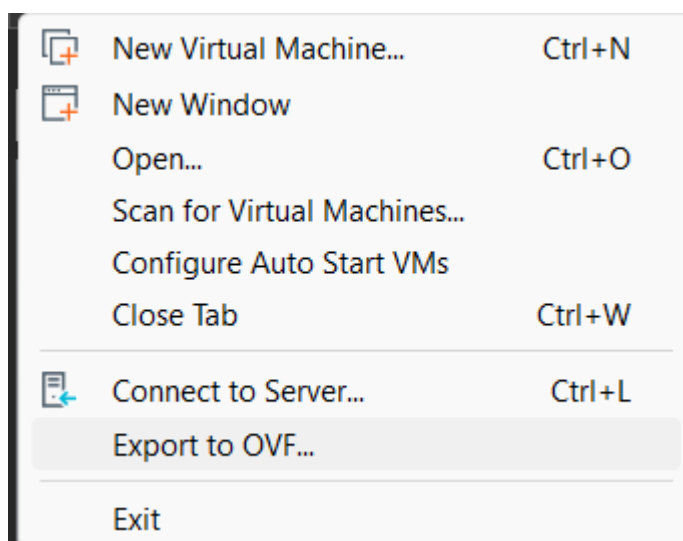 New Virtual Machine... Ctrl+N
New Window
Open... Ctrl+O
Scan for Virtual Machines...
Configure Auto Start VMs
Close Tab Ctrl+W
Connect to Server... Ctrl+L
Export to OVF...
Exit